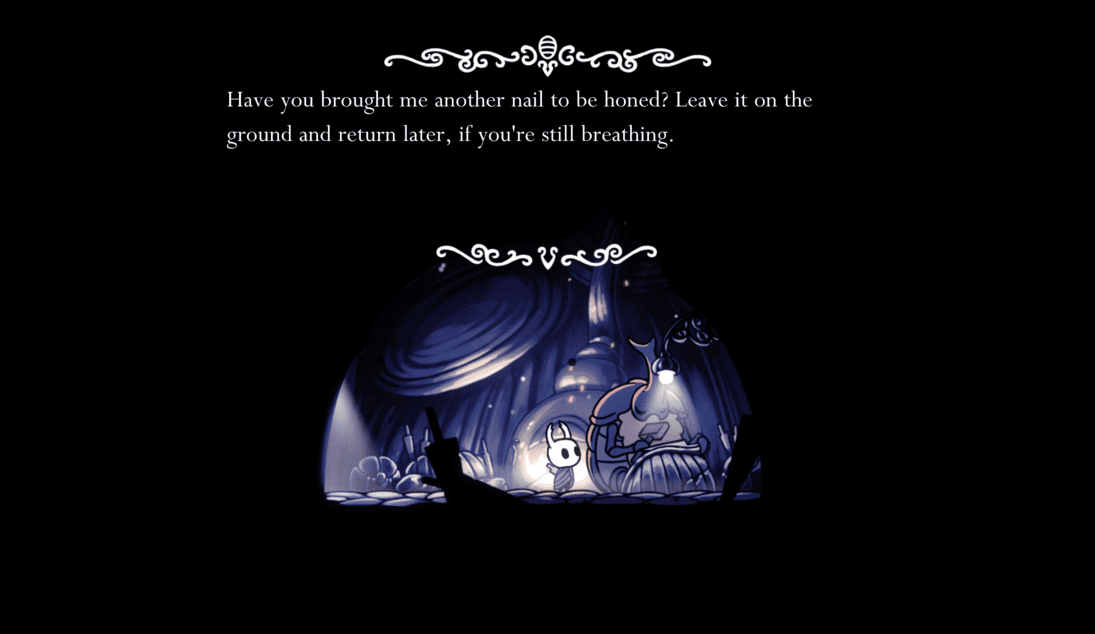 Have you brought me another nail to be honed? Leave it on the
ground and return later, if you're still breathing.